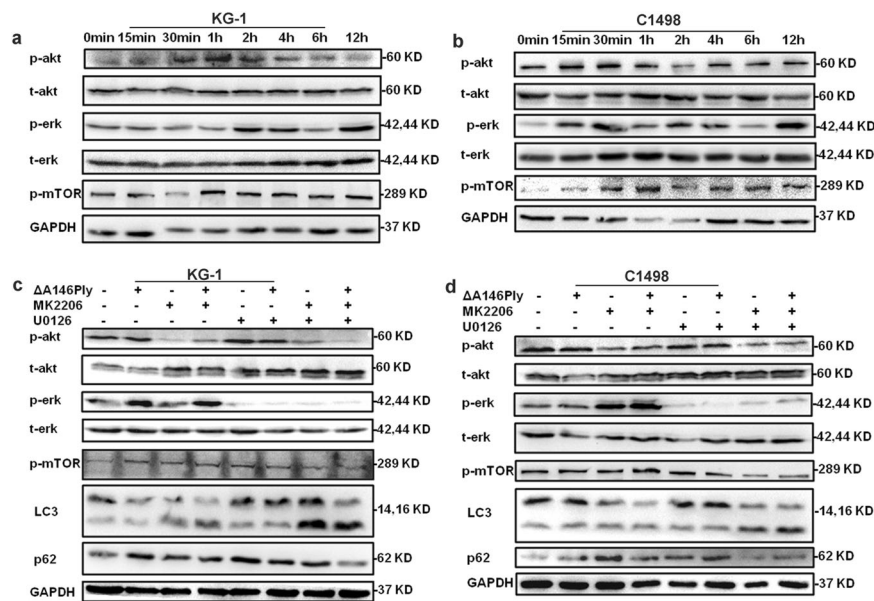 a
KG-1
0min 15min 30min 1h 2h 4h 6h 12h
p-akt -60 KD
t-akt -60 KD
p-erk -42,44 KD
t-erk -42,44 KD
p-mTOR -289 KD
GAPDH -37 KD
b
C1498
0min 15min 30min 1h 2h 4h 6h 12h
p-akt -60 KD
t-akt -60 KD
p-erk -42,44 KD
t-erk -42,44 KD
p-mTOR -289 KD
GAPDH -37 KD
c
KG-1
ΔA146Ply - + - + - + - +
MK2206 - - + + - - + +
U0126 - - - - + + + +
p-akt -60 KD
t-akt -60 KD
p-erk -42,44 KD
t-erk -42,44 KD
p-mTOR -289 KD
LC3 -14,16 KD
p62 -62 KD
GAPDH -37 KD
d
C1498
ΔA146Ply - + - + - + - +
MK2206 - - + + - - + +
U0126 - - - - + + + +
p-akt -60 KD
t-akt -60 KD
p-erk -42,44 KD
t-erk -42,44 KD
p-mTOR -289 KD
LC3 -14,16 KD
p62 -62 KD
GAPDH -37 KD